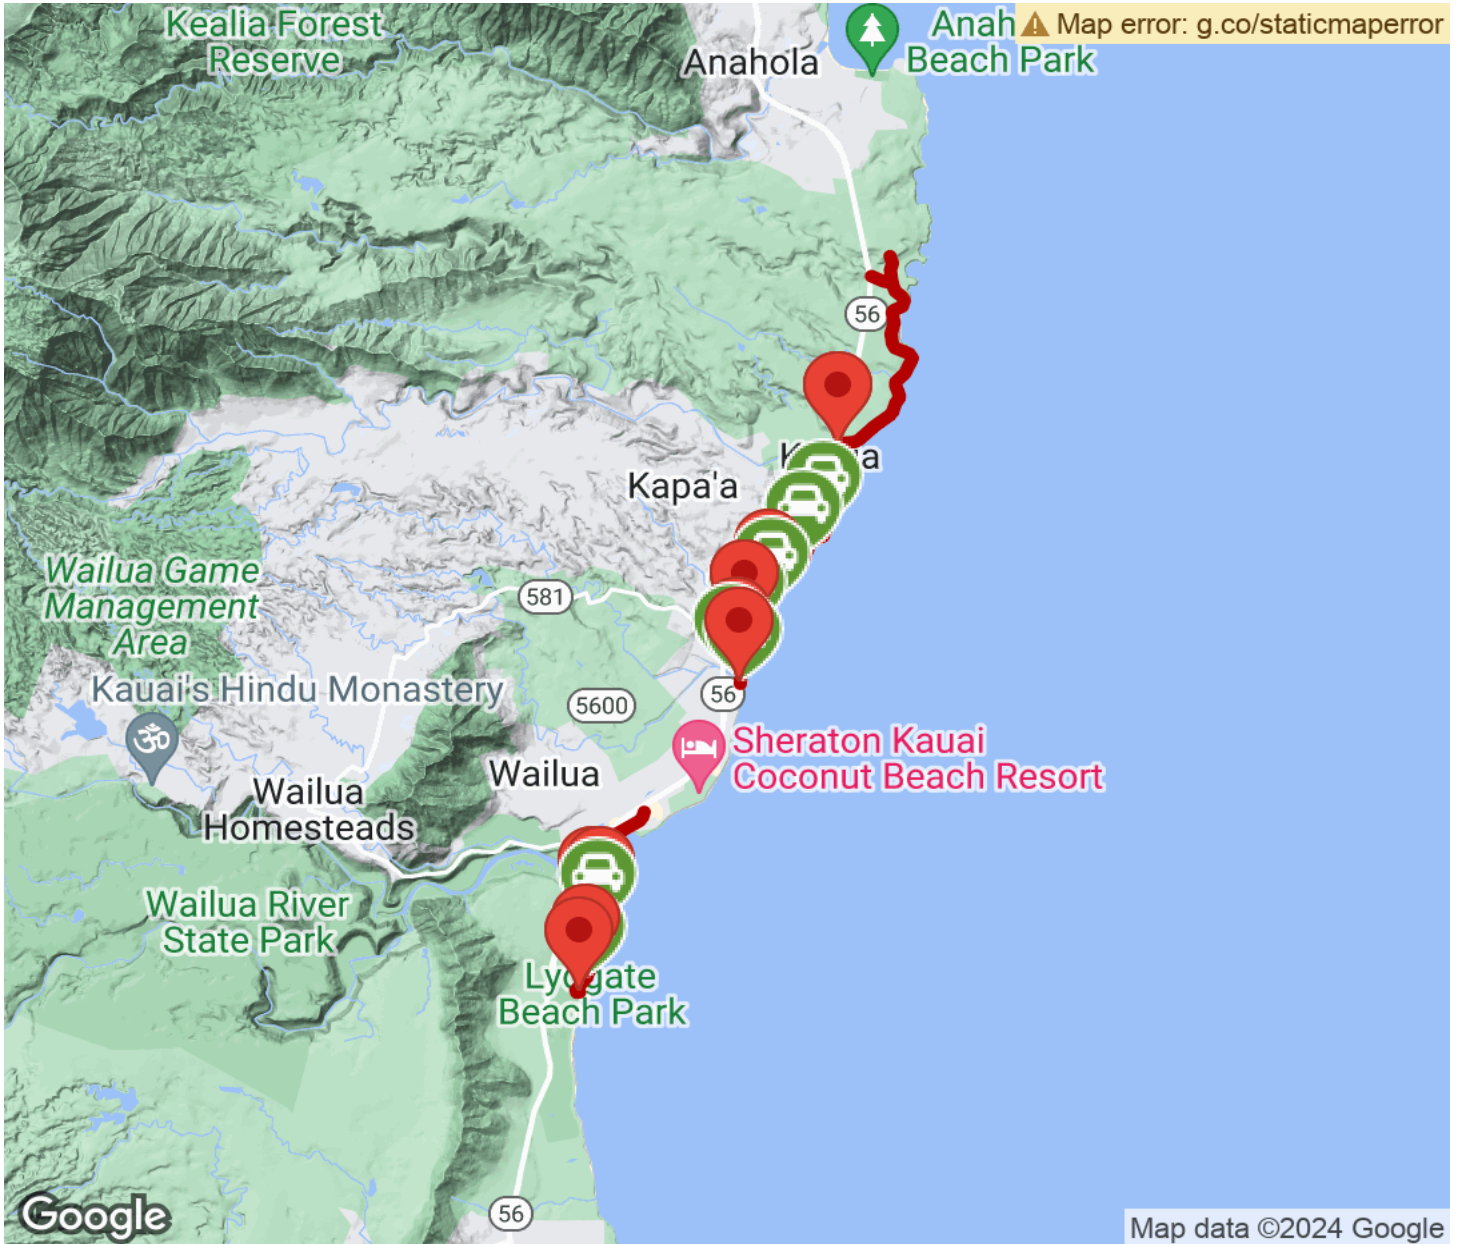 Kealia Forest
Reserve
Anahola
Anah
Beach Park
Map error: g.co/staticmaperror
56
Kapa'a
Wailua Game
Management
Area
581
Kauai's Hindu Monastery
5600
56
Sheraton Kauai
Coconut Beach Resort
Wailua
Wailua
Homesteads
Wailua River
State Park
Beach Park
56
Google
Map data ©2024 Google